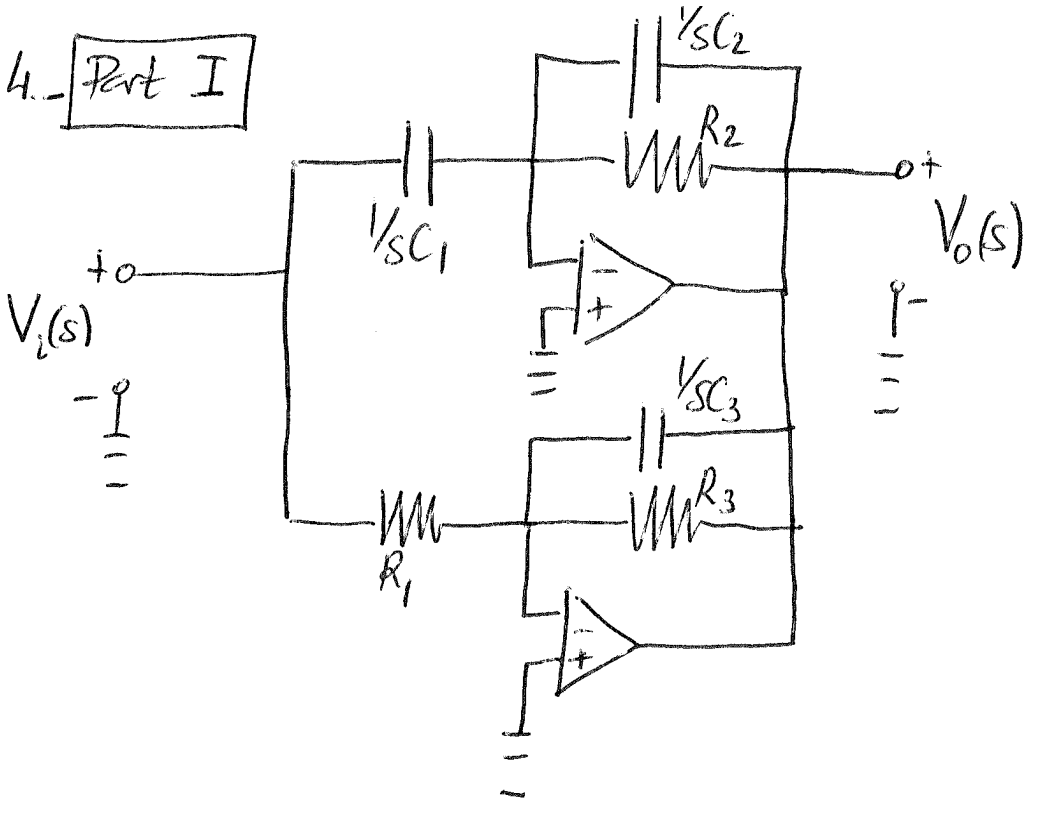 4.- Part I
1/SC2
R2
+
1/SC1
Vo(s)
+
-
Vi(s)
+
-
-
1/SC3
R3
R1
-
+